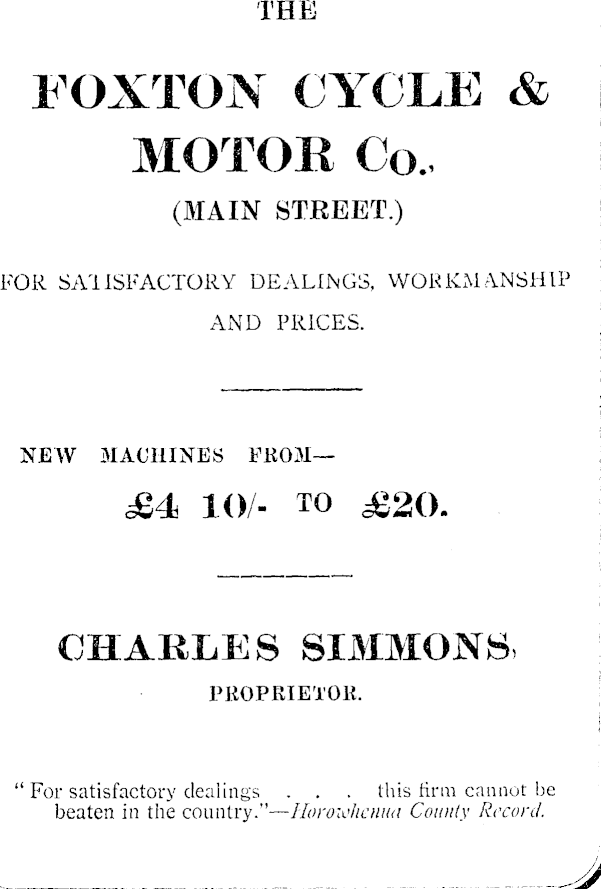 THE
FOXTON CYCLE &
MOTOR Co.,
(MAIN STREET.)
FOR SATISFACTORY DEALINGS, WORKMANSHIP
AND PRICES.
NEW MACHINES FROM—
£4 10/- TO £20.
CHARLES SIMMONS,
PROPRIETOR.
"For satisfactory dealings . . . this firm cannot be
beaten in the country."—Horowhenua County Record.